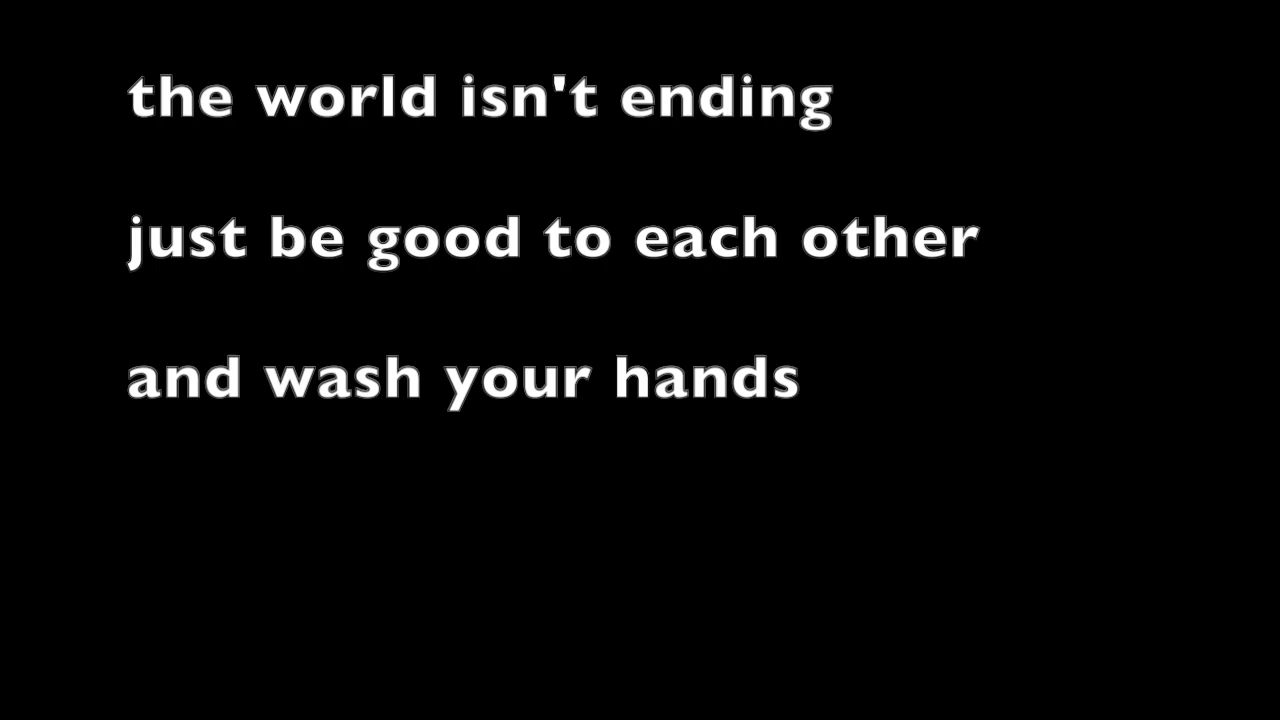 the world isn't ending
just be good to each other
and wash your hands